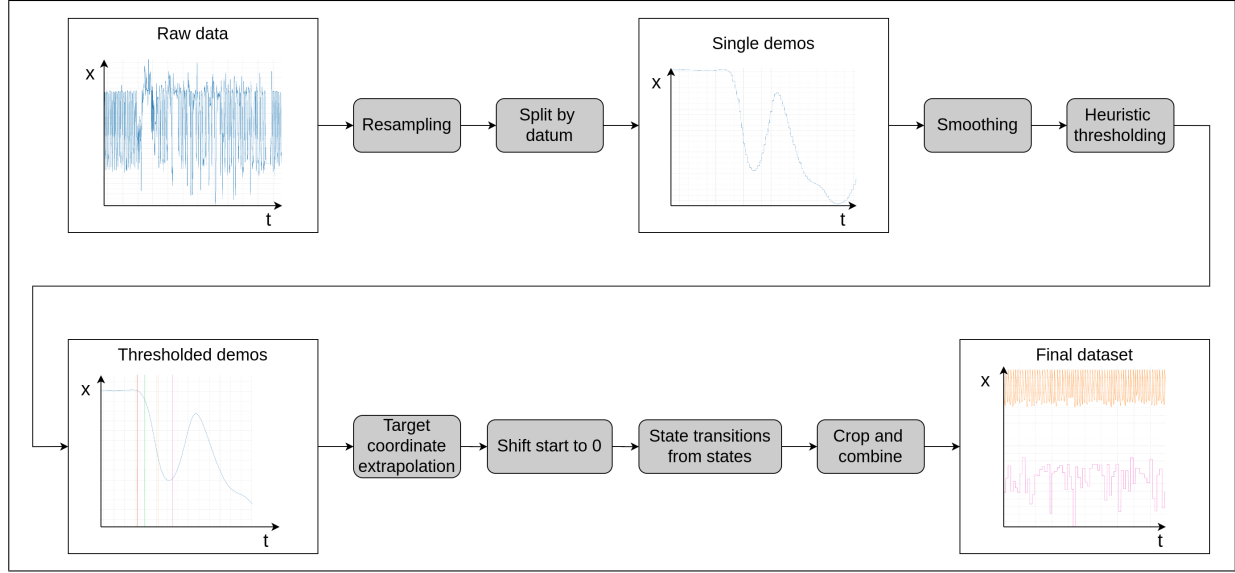 Raw data
x
t
Resampling
Split by
datum
Single demos
x
t
Smoothing
Heuristic
thresholding
Thresholded demos
x
t
Target
coordinate
extrapolation
Shift start to 0
State transitions
from states
Crop and
combine
Final dataset
x
t